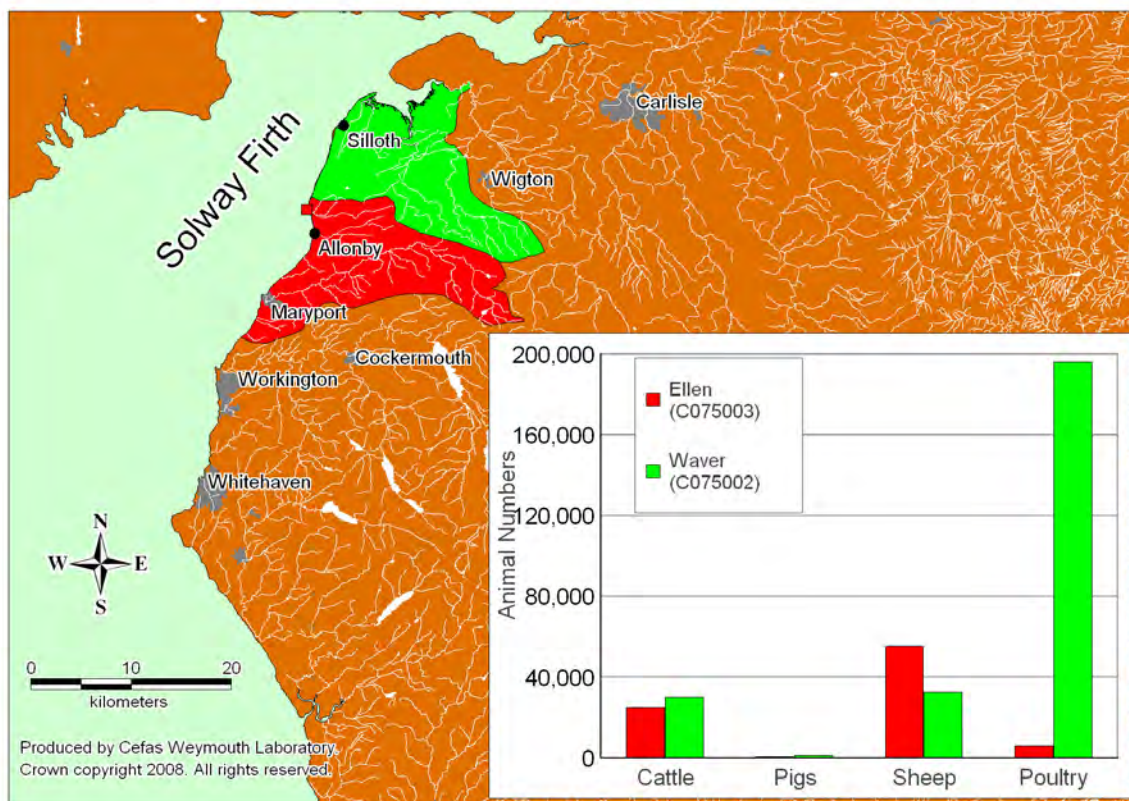 Carlisle
Silloth
Solway Firth
Wigton
Allonby
Maryport
Cockermouth
Workington
Whitehaven
N
W E
S
0 10 20
kilometers
Produced by Cefas Weymouth Laboratory.
Crown copyright 2008. All rights reserved.
200,000
160,000
120,000
80,000
40,000
0
Animal Numbers
Ellen
(C075003)
Waver
(C075002)
Cattle Pigs Sheep Poultry